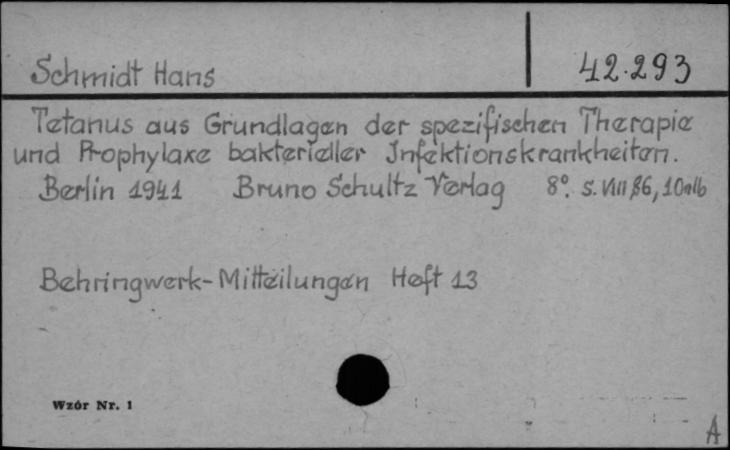 Schmidt Hans 42.293
Tetanus aus Grundlagen der spezifischen Therapie
und Prophylaxe bakterieller Infektionskrankheiten.
Berlin 1941 Bruno Schultz Verlag 8°. S. VIII 86, 10
Behringwerk-Mitteilungen Heft 13
Wzór Nr. 1
A